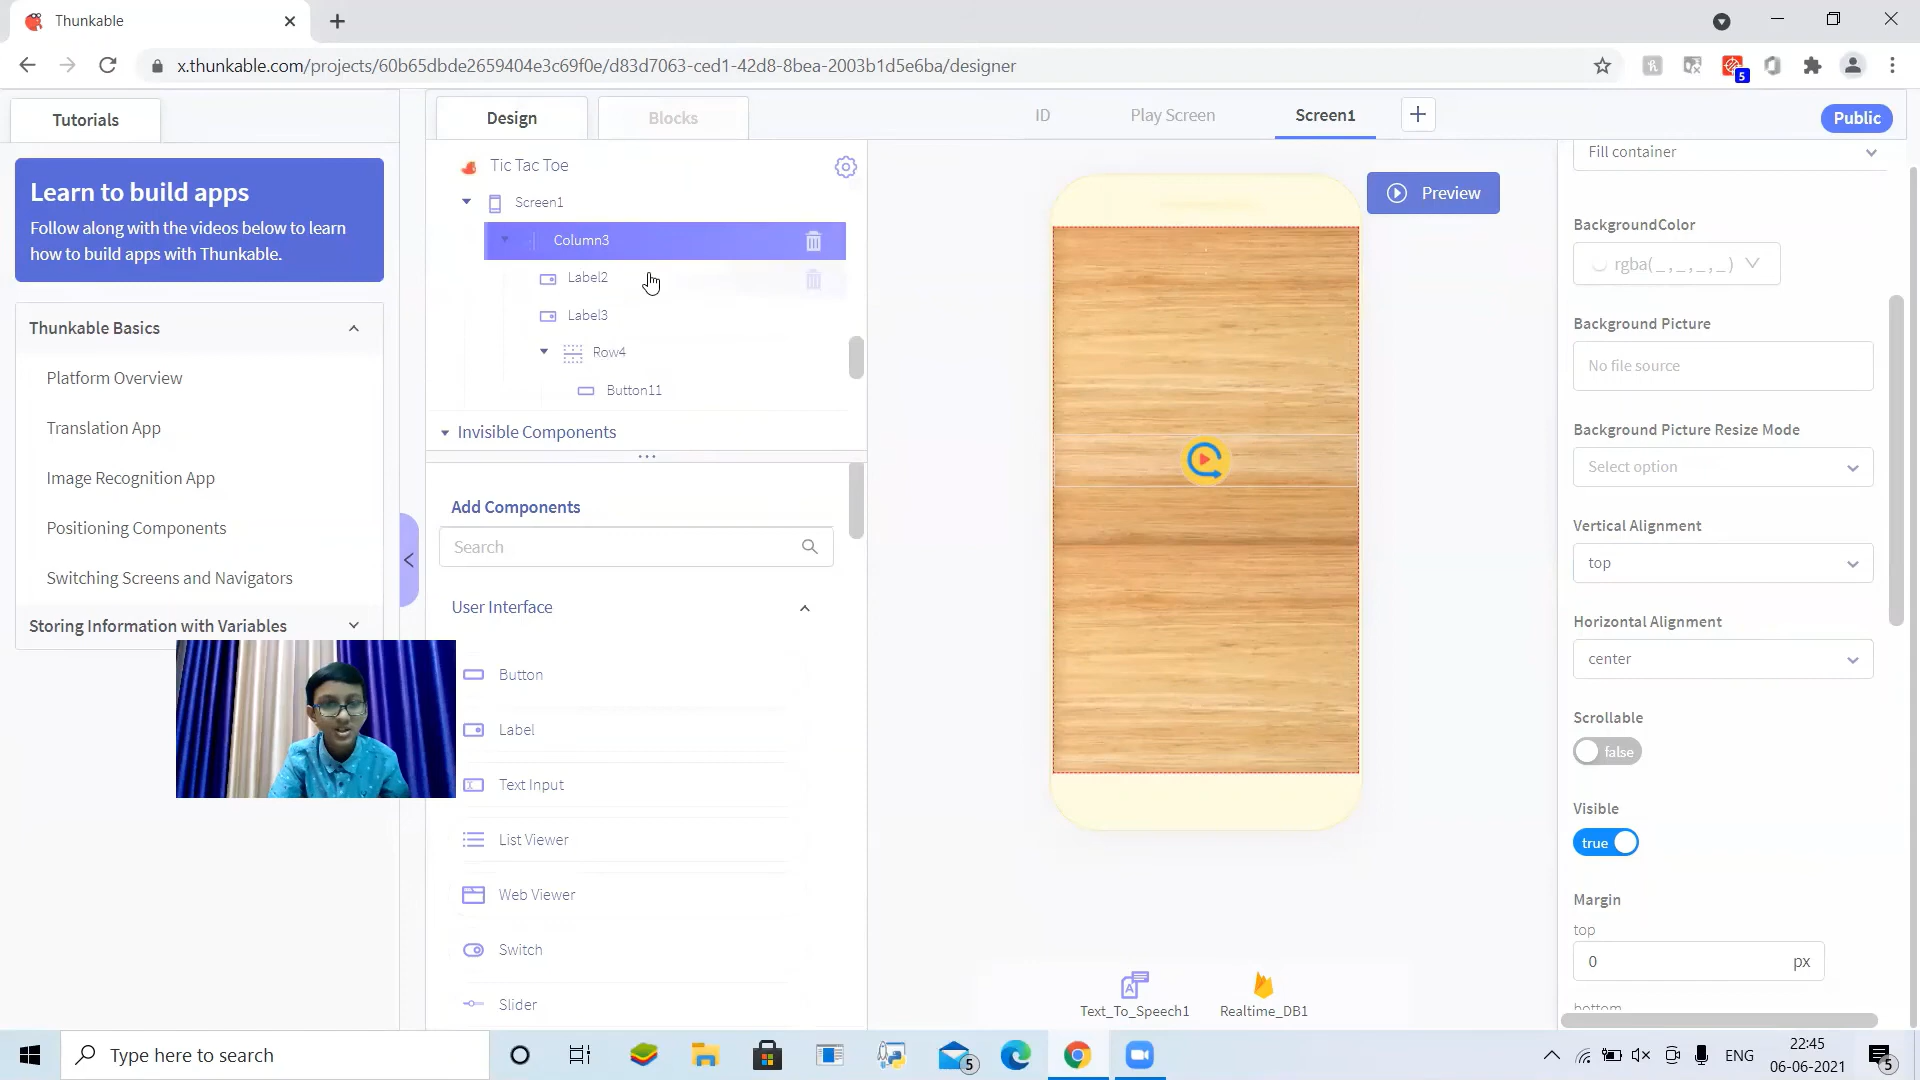 Thunkable
x.thunkable.com/projects/60b65dbde2659404e3c69f0e/d83d7063-ced1-42d8-8bea-2003b1d5e6ba/designer
5
Tutorials
Design
Blocks
ID
Play Screen
Screen1
Public
Learn to build apps
Follow along with the videos below to learn
how to build apps with Thunkable.
Thunkable Basics
Platform Overview
Translation App
Image Recognition App
Positioning Components
Switching Screens and Navigators
Storing Information with Variables
Tic Tac Toe
Screen1
Column3
Label2
Label3
Row4
Button11
Invisible Components
Add Components
Search
User Interface
Button
Label
Text Input
List Viewer
Web Viewer
Switch
Slider
Preview
Text_To_Speech1
Realtime_DB1
Fill container
BackgroundColor
rgba(_,_,_,_)
Background Picture
No file source
Background Picture Resize Mode
Select option
Vertical Alignment
top
Horizontal Alignment
center
Scrollable
false
Visible
true
Margin
top
0 px
bottom
Type here to search
5
ENG
22:45
06-06-2021
5